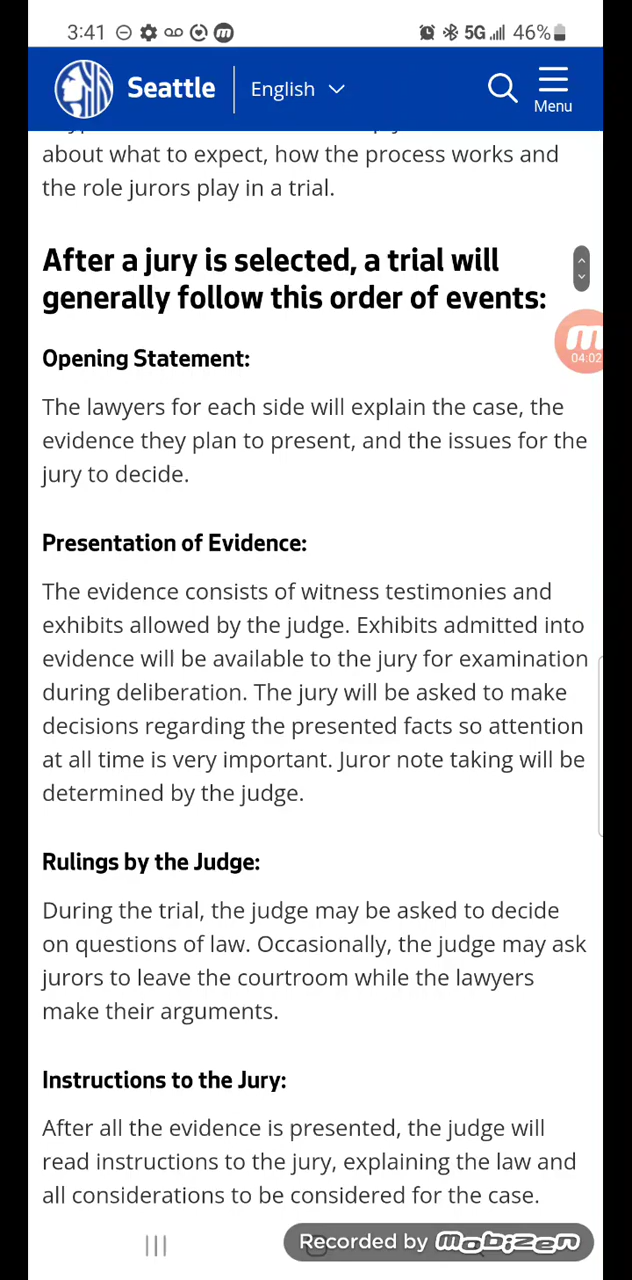 3:41
5G 46%
Seattle English
Menu
about what to expect, how the process works and
the role jurors play in a trial.
After a jury is selected, a trial will
generally follow this order of events:
04:02
Opening Statement:
The lawyers for each side will explain the case, the
evidence they plan to present, and the issues for the
jury to decide.
Presentation of Evidence:
The evidence consists of witness testimonies and
exhibits allowed by the judge. Exhibits admitted into
evidence will be available to the jury for examination
during deliberation. The jury will be asked to make
decisions regarding the presented facts so attention
at all time is very important. Juror note taking will be
determined by the judge.
Rulings by the Judge:
During the trial, the judge may be asked to decide
on questions of law. Occasionally, the judge may ask
jurors to leave the courtroom while the lawyers
make their arguments.
Instructions to the Jury:
After all the evidence is presented, the judge will
read instructions to the jury, explaining the law and
all considerations to be considered for the case.
Recorded by mobizen